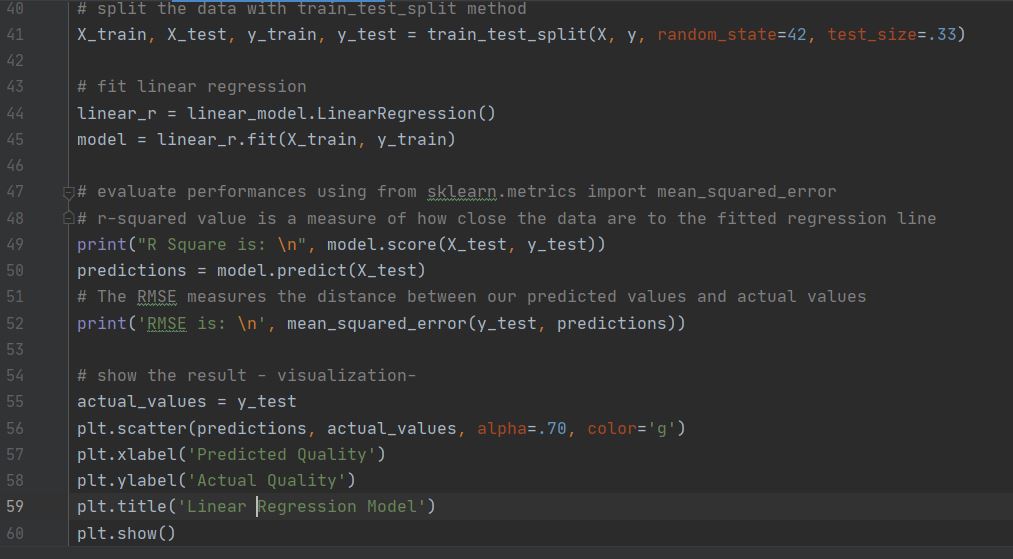 40 # split the data with train_test_split method
41 X_train, X_test, y_train, y_test = train_test_split(X, y, random_state=42, test_size=.33)
42
43 # fit linear regression
44 linear_r = linear_model.LinearRegression()
45 model = linear_r.fit(X_train, y_train)
46
47 # evaluate performances using from sklearn.metrics import mean_squared_error
48 # r-squared value is a measure of how close the data are to the fitted regression line
49 print("R Square is: \n", model.score(X_test, y_test))
50 predictions = model.predict(X_test)
51 # The RMSE measures the distance between our predicted values and actual values
52 print('RMSE is: \n', mean_squared_error(y_test, predictions))
53
54 # show the result - visualization-
55 actual_values = y_test
56 plt.scatter(predictions, actual_values, alpha=.70, color='g')
57 plt.xlabel('Predicted Quality')
58 plt.ylabel('Actual Quality')
59 plt.title('Linear Regression Model')
60 plt.show()